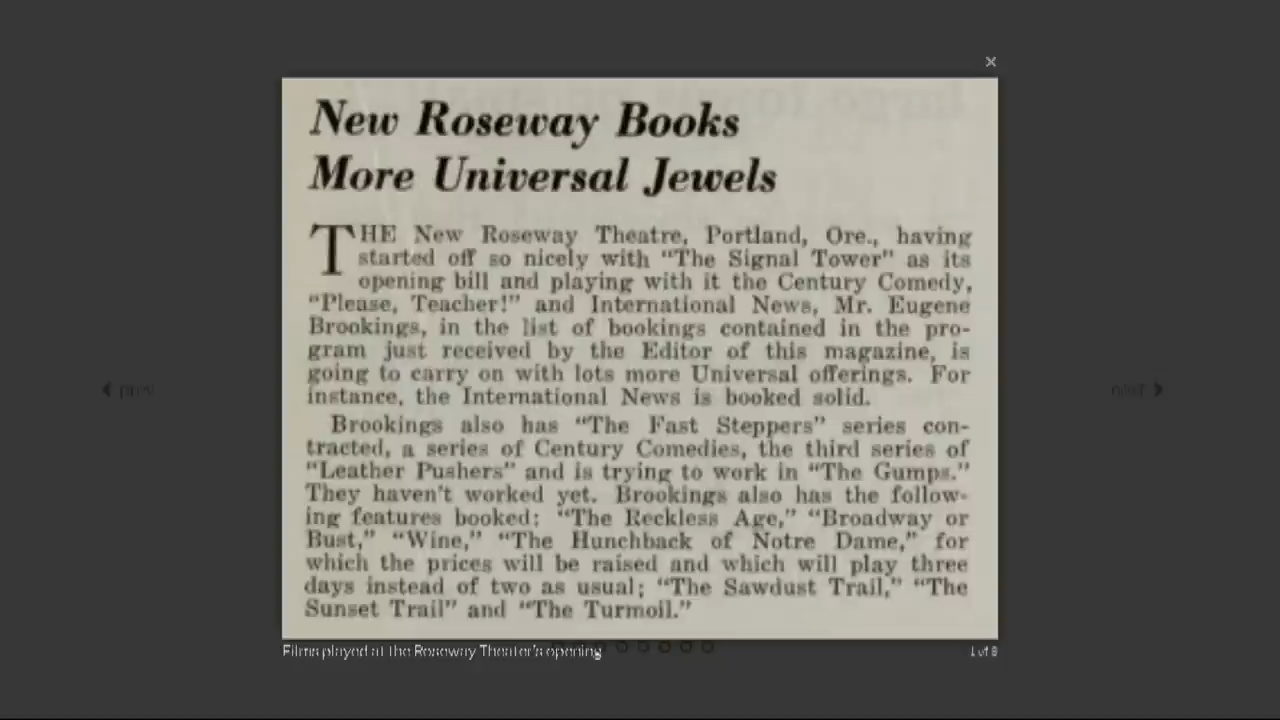 ×
New Roseway Books
More Universal Jewels
THE New Roseway Theatre, Portland, Ore., having
started off so nicely with “The Signal Tower” as its
opening bill and playing with it the Century Comedy,
“Please, Teacher!” and International News, Mr. Eugene
Brookings, in the list of bookings contained in the pro-
gram just received by the Editor of this magazine, is
going to carry on with lots more Universal offerings. For
instance, the International News is booked solid.
Brookings also has “The Fast Steppers” series con-
tracted, a series of Century Comedies, the third series of
“Leather Pushers” and is trying to work in “The Gumps.”
They haven’t worked yet. Brookings also has the follow-
ing features booked: “The Reckless Age,” “Broadway or
Bust,” “Wine,” “The Hunchback of Notre Dame,” for
which the prices will be raised and which will play three
days instead of two as usual; “The Sawdust Trail,” “The
Sunset Trail” and “The Turmoil.”
prev
next
Films played at the Roseway Theater's opening
1 of 8